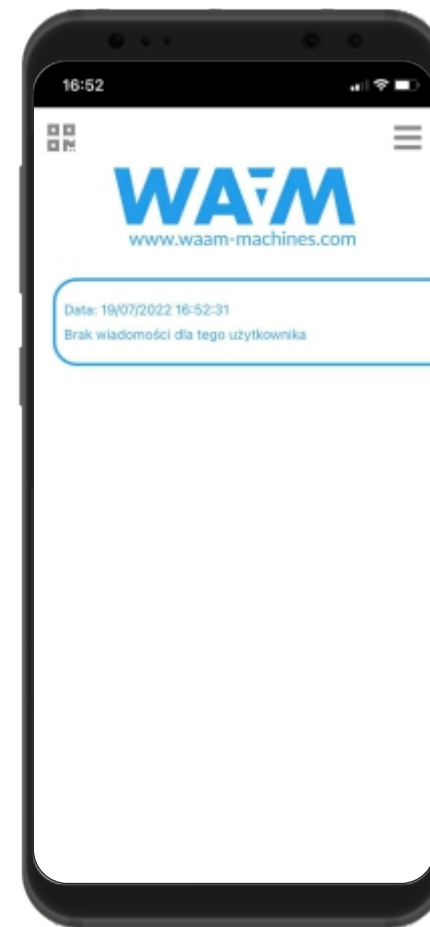 16:52
WAAM
www.waam-machines.com
Data: 19/07/2022 16:52:31
Brak wiadomości dla tego użytkownika